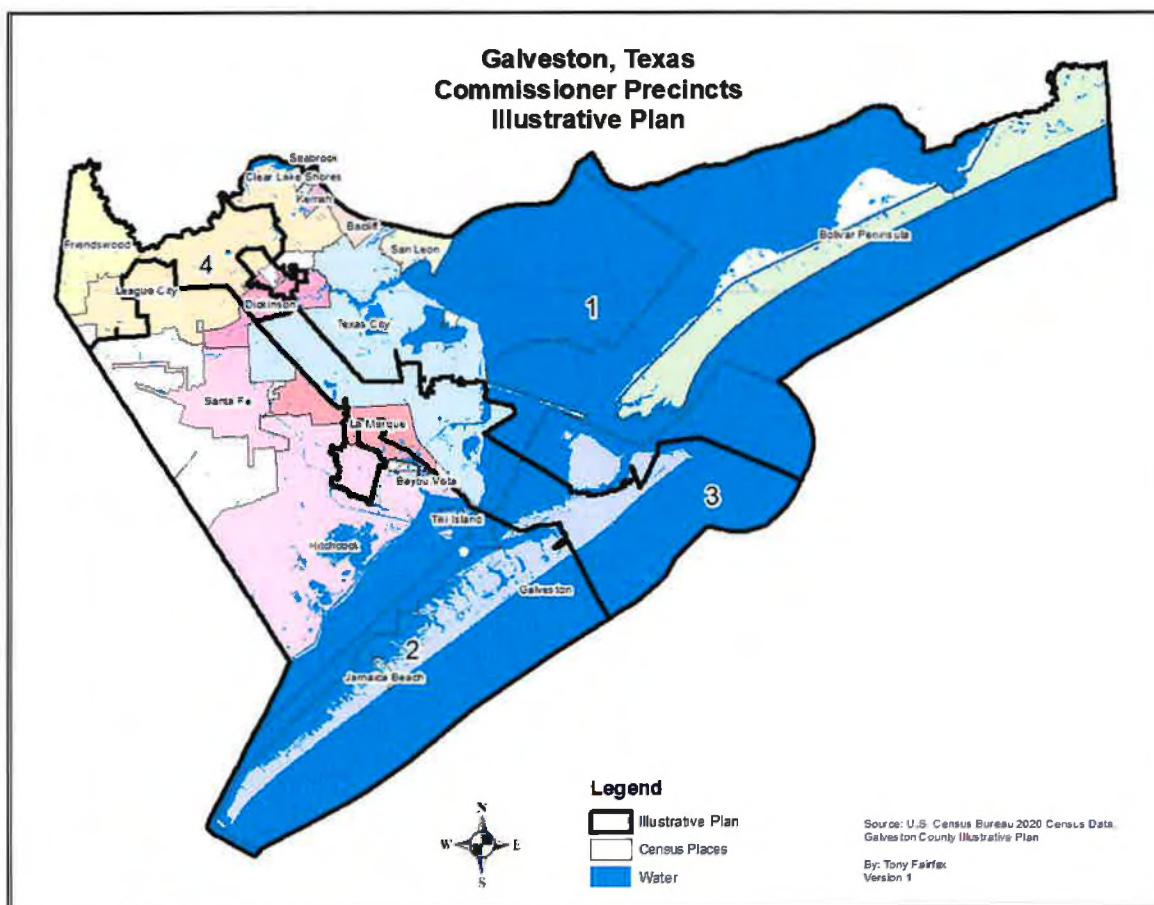 Galveston, Texas
Commissioner Precincts
Illustrative Plan
Seabrook
Clear Lake Shores
Kemah
Bacliff
Friendswood
San Leon
Bolivar Peninsula
4
League City
Dickinson
1
Texas City
Santa Fe
La Marque
Bayou Vista
3
Tiki Island
Hitchcock
Galveston
2
Jamaica Beach
Legend
Illustrative Plan
Census Places
Water
N
W E
S
Source: U.S. Census Bureau 2020 Census Data,
Galveston County Illustrative Plan
By: Tony Fairfax
Version 1